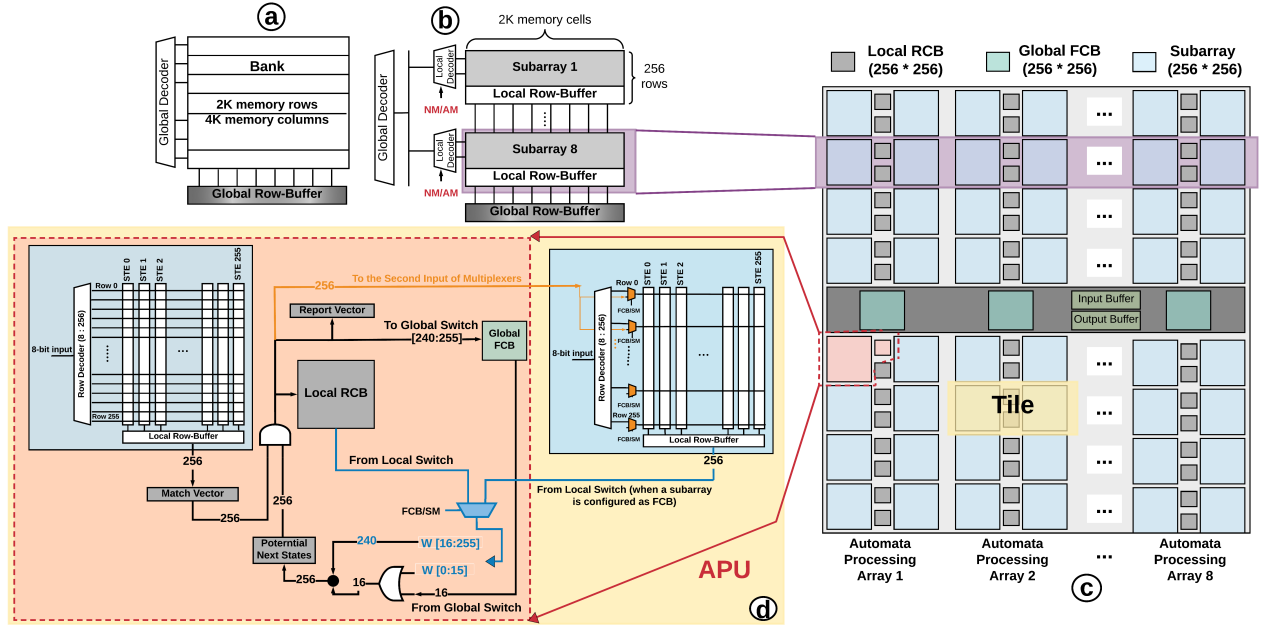 a
Global Decoder
Bank
2K memory rows
4K memory columns
Global Row-Buffer
b
2K memory cells
Global Decoder
Local Decoder
NM/AM
Subarray 1
Local Row-Buffer
256
rows
Local Decoder
NM/AM
Subarray 8
Local Row-Buffer
Global Row-Buffer
Local RCB
(256 * 256)
Global FCB
(256 * 256)
Subarray
(256 * 256)
...
...
...
...
Input Buffer
Output Buffer
...
Tile
...
...
...
Automata
Processing
Array 1
Automata
Processing
Array 2
...
Automata
Processing
Array 8
c
8-bit input
Row Decoder (8 : 256)
Row 0
Row 255
STE 0
STE 1
STE 2
STE 255
...
Local Row-Buffer
256
Match Vector
256
256
To the Second Input of Multiplexers
256
Report Vector
To Global Switch
[240:255]
Global
FCB
Local RCB
From Local Switch
FCB/SM
Poterntial
Next States
240
W [16:255]
W [0:15]
256
16
16
From Global Switch
8-bit input
Row Decoder (8 : 256)
Row 0
FCB/SM
FCB/SM
FCB/SM
Row 255
FCB/SM
STE 0
STE 1
STE 2
STE 255
...
Local Row-Buffer
256
From Local Switch (when a subarray
is configured as FCB)
APU
d